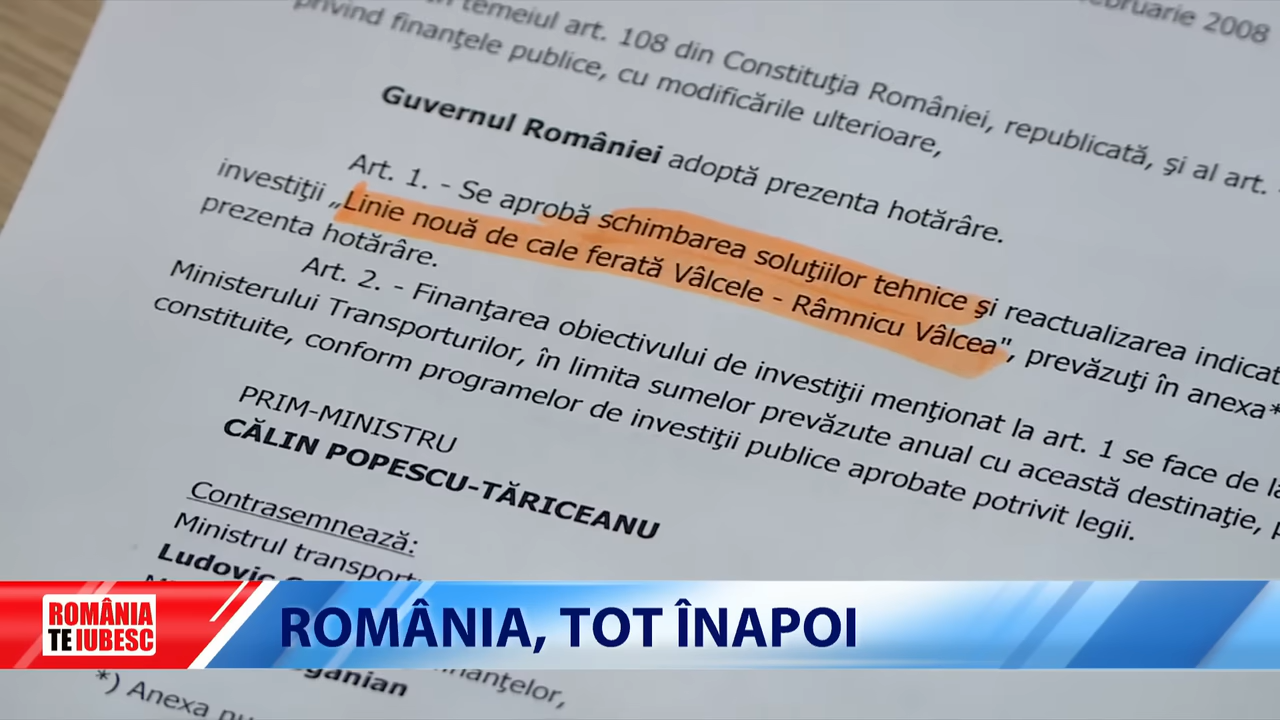 februarie 2008
În temeiul art. 108 din Constituţia României, republicată, şi al art.
privind finanţele publice, cu modificările ulterioare,
Guvernul României adoptă prezenta hotărâre.
Art. 1. - Se aprobă schimbarea soluţiilor tehnice şi reactualizarea
investiţii „Linie nouă de cale ferată Vâlcele - Râmnicu Vâlcea", prevăzuţi în anexa*
prezenta hotărâre.
Art. 2. - Finanţarea obiectivului de investiţii menţionat la art. 1 se face de la
Ministerului Transporturilor, în limita sumelor prevăzute anual cu această destinaţie,
constituite, conform programelor de investiţii publice aprobate potrivit legii.
PRIM-MINISTRU
CĂLIN POPESCU-TĂRICEANU
Contrasemnează:
Ministrul
Ludovic
*) Anexa
ROMÂNIA
TE IUBESC
ROMÂNIA, TOT ÎNAPOI